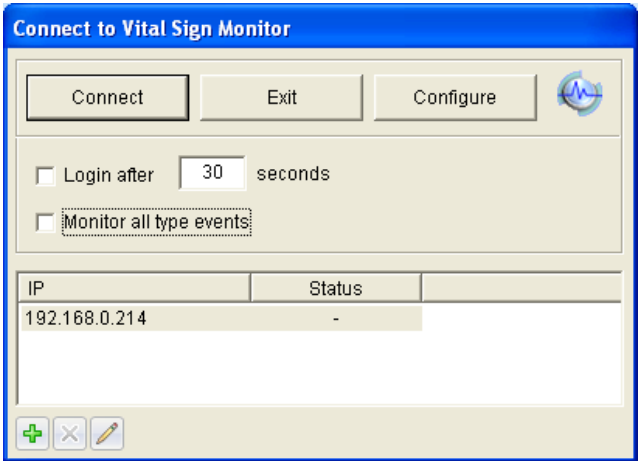 Connect to Vital Sign Monitor
Connect Exit Configure
Login after 30 seconds
Monitor all type events
IP Status
192.168.0.214 -